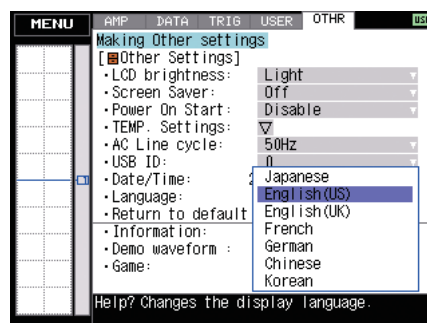 MENU AMP DATA TRIG USER OTHR
Making Other settings
[Other Settings]
・LCD brightness: Light
・Screen Saver: Off
・Power On Start: Disable
・TEMP. Settings:
・AC Line cycle: 50Hz
・USB ID: 0
・Date/Time: 2
・Language:
・Return to default
・Information:
・Demo waveform :
・Game:
Japanese
English(US)
English(UK)
French
German
Chinese
Korean
Help? Changes the display language.